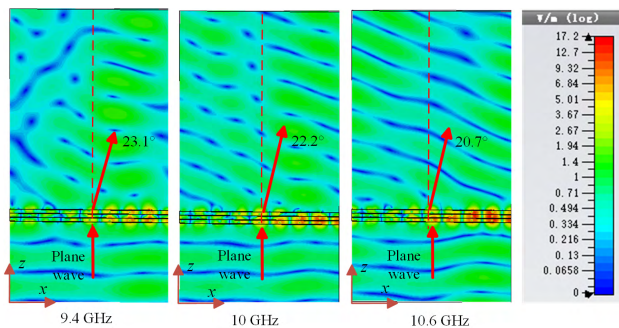 23.1°
Plane
wave
z
x
9.4 GHz
22.2°
Plane
wave
z
x
10 GHz
20.7°
Plane
wave
z
x
10.6 GHz
V/m (log)
17.2
12.7
9.32
6.84
5.01
3.67
2.67
1.94
1.4
1
0.71
0.494
0.334
0.216
0.13
0.0658
0